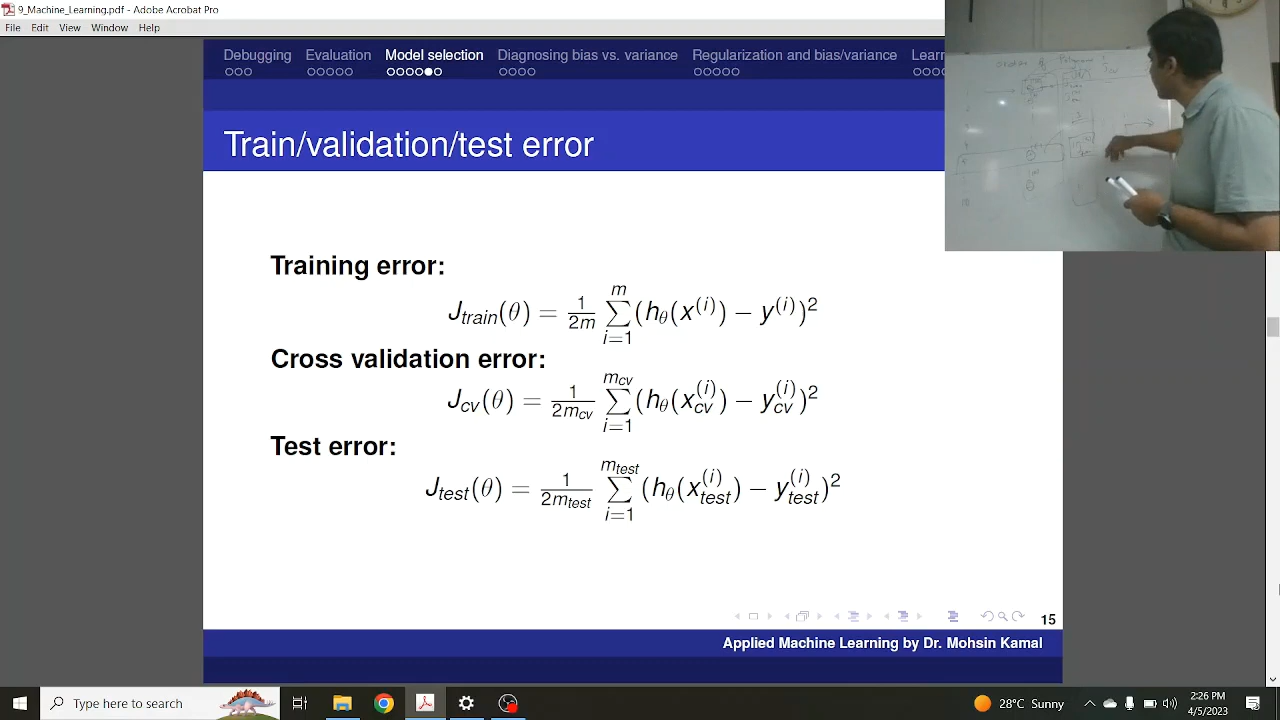 9_Machine_Learning.pdf - Adobe Acrobat Pro
File Edit View Window Help
Debugging Evaluation Model selection Diagnosing bias vs. variance Regularization and bias/variance Learn
Train/validation/test error
Training error:
J_train(θ) = 1/2m ∑_{i=1}^{m} (h_θ(x^(i)) − y^(i))²
Cross validation error:
J_cv(θ) = 1/2m_cv ∑_{i=1}^{m_cv} (h_θ(x_cv^(i)) − y_cv^(i))²
Test error:
J_test(θ) = 1/2m_test ∑_{i=1}^{m_test} (h_θ(x_test^(i)) − y_test^(i))²
15
Applied Machine Learning by Dr. Mohsin Kamal
Type here to search
28°C Sunny
2:26 PM
4/5/2023